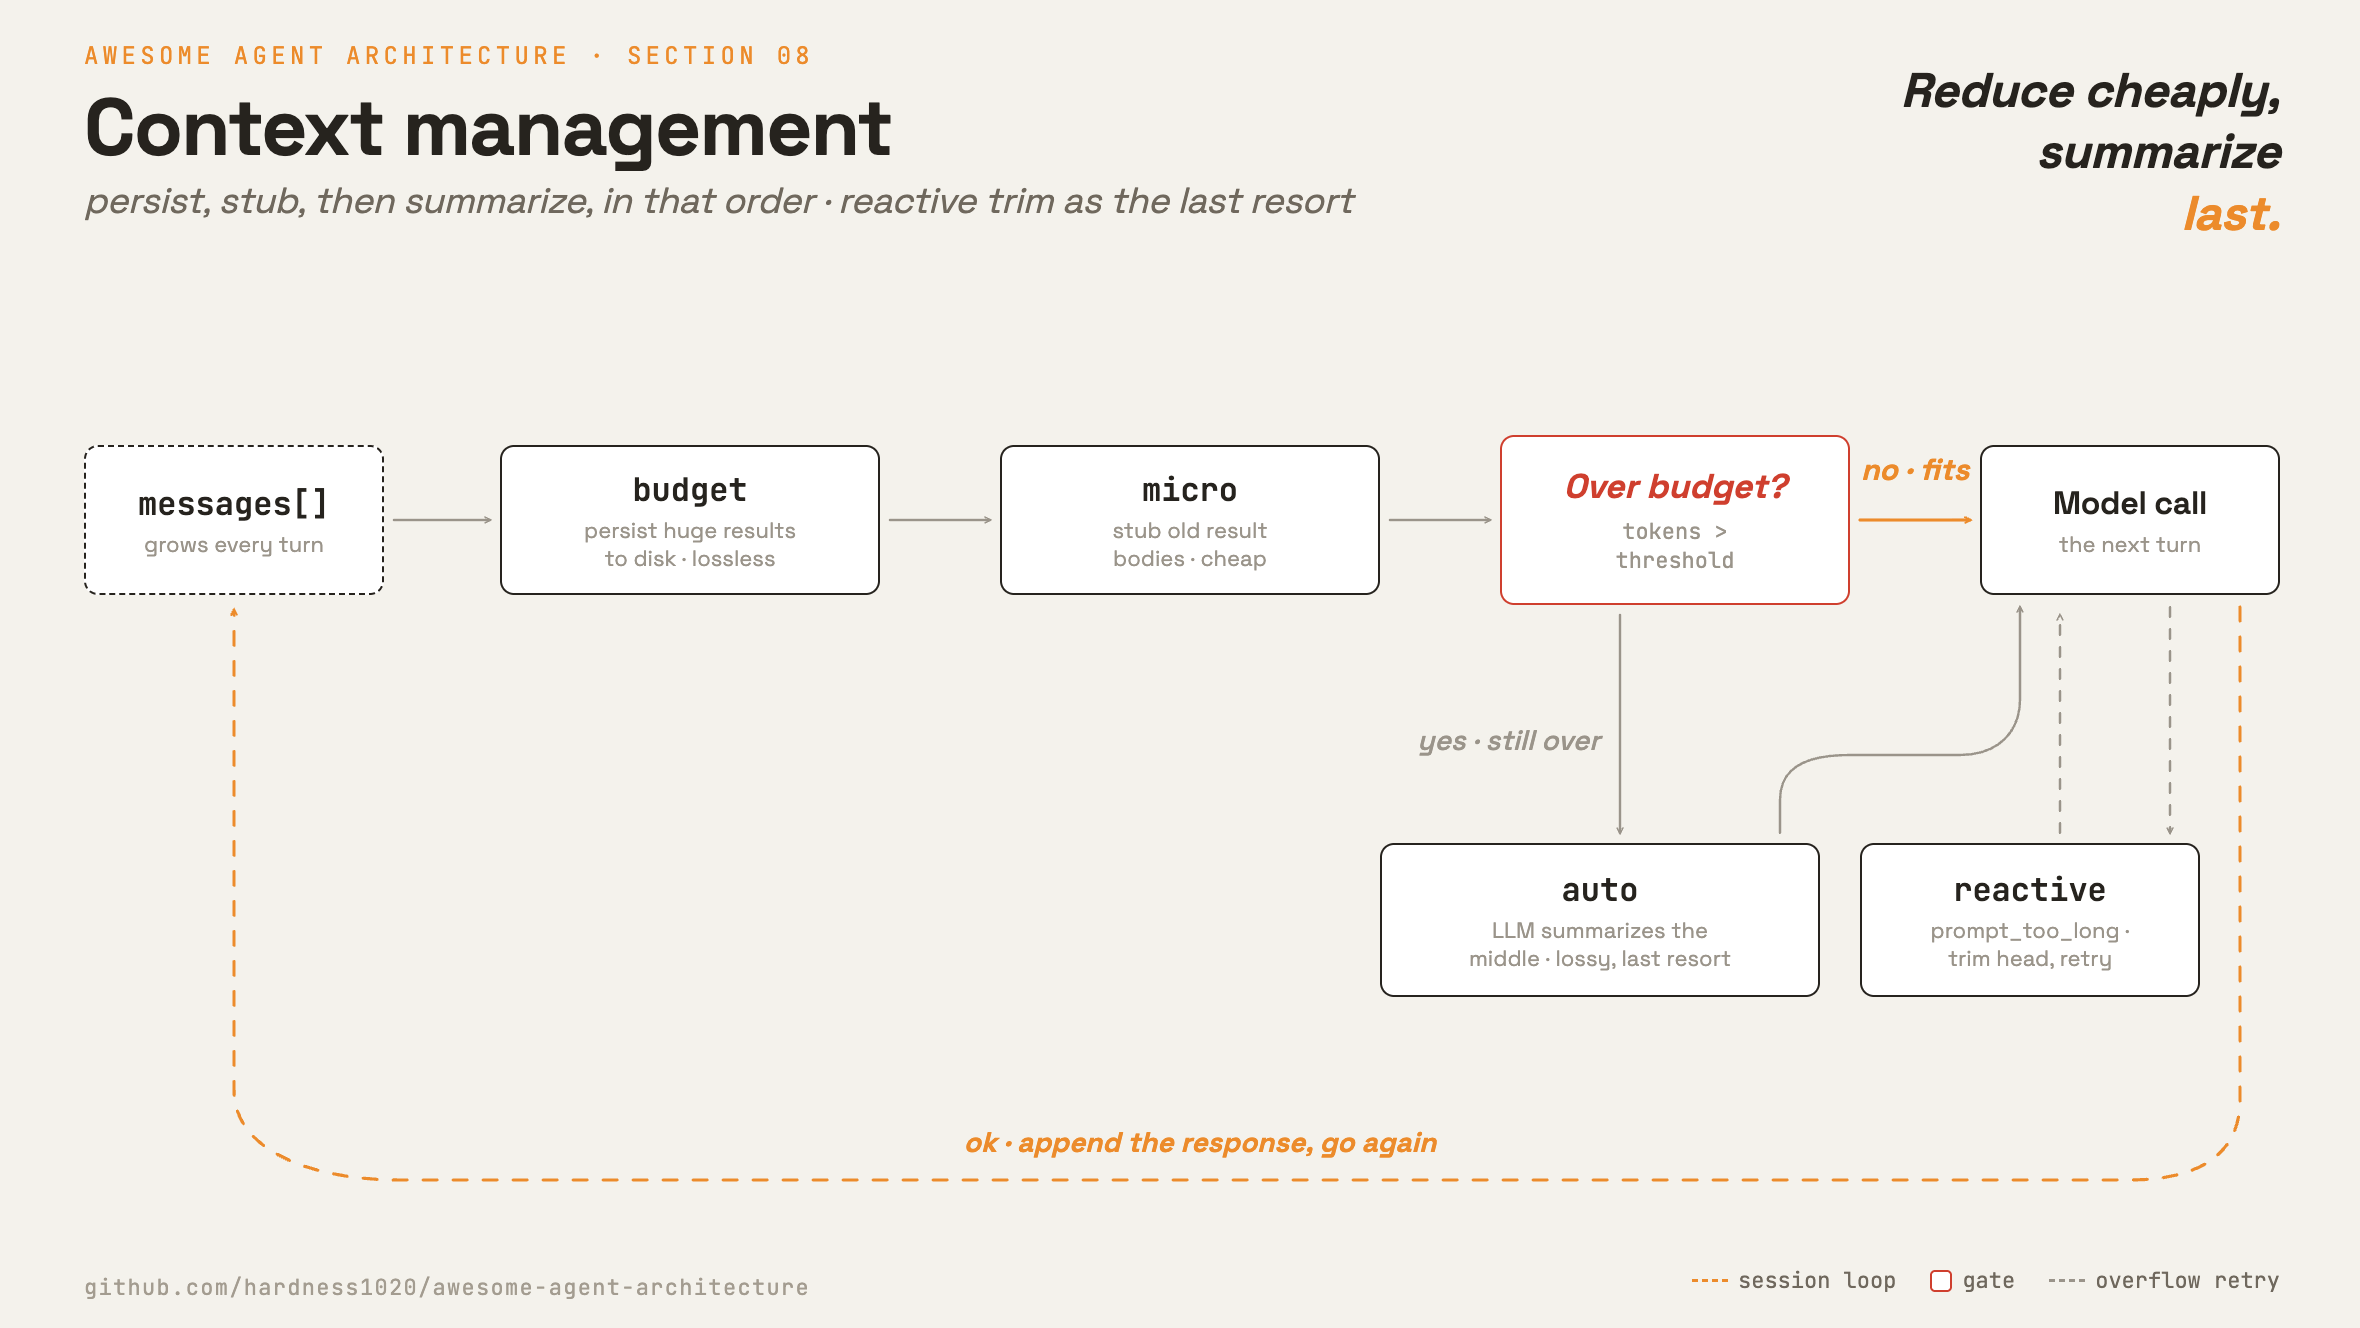 AWESOME AGENT ARCHITECTURE · SECTION 08
Context management
persist, stub, then summarize, in that order · reactive trim as the last resort
Reduce cheaply,
summarize
last.
messages[]
grows every turn
budget
persist huge results
to disk · lossless
micro
stub old result
bodies · cheap
Over budget?
tokens >
threshold
no · fits
Model call
the next turn
yes · still over
auto
LLM summarizes the
middle · lossy, last resort
reactive
prompt_too_long ·
trim head, retry
ok · append the response, go again
github.com/hardness1020/awesome-agent-architecture
session loop
gate
overflow retry